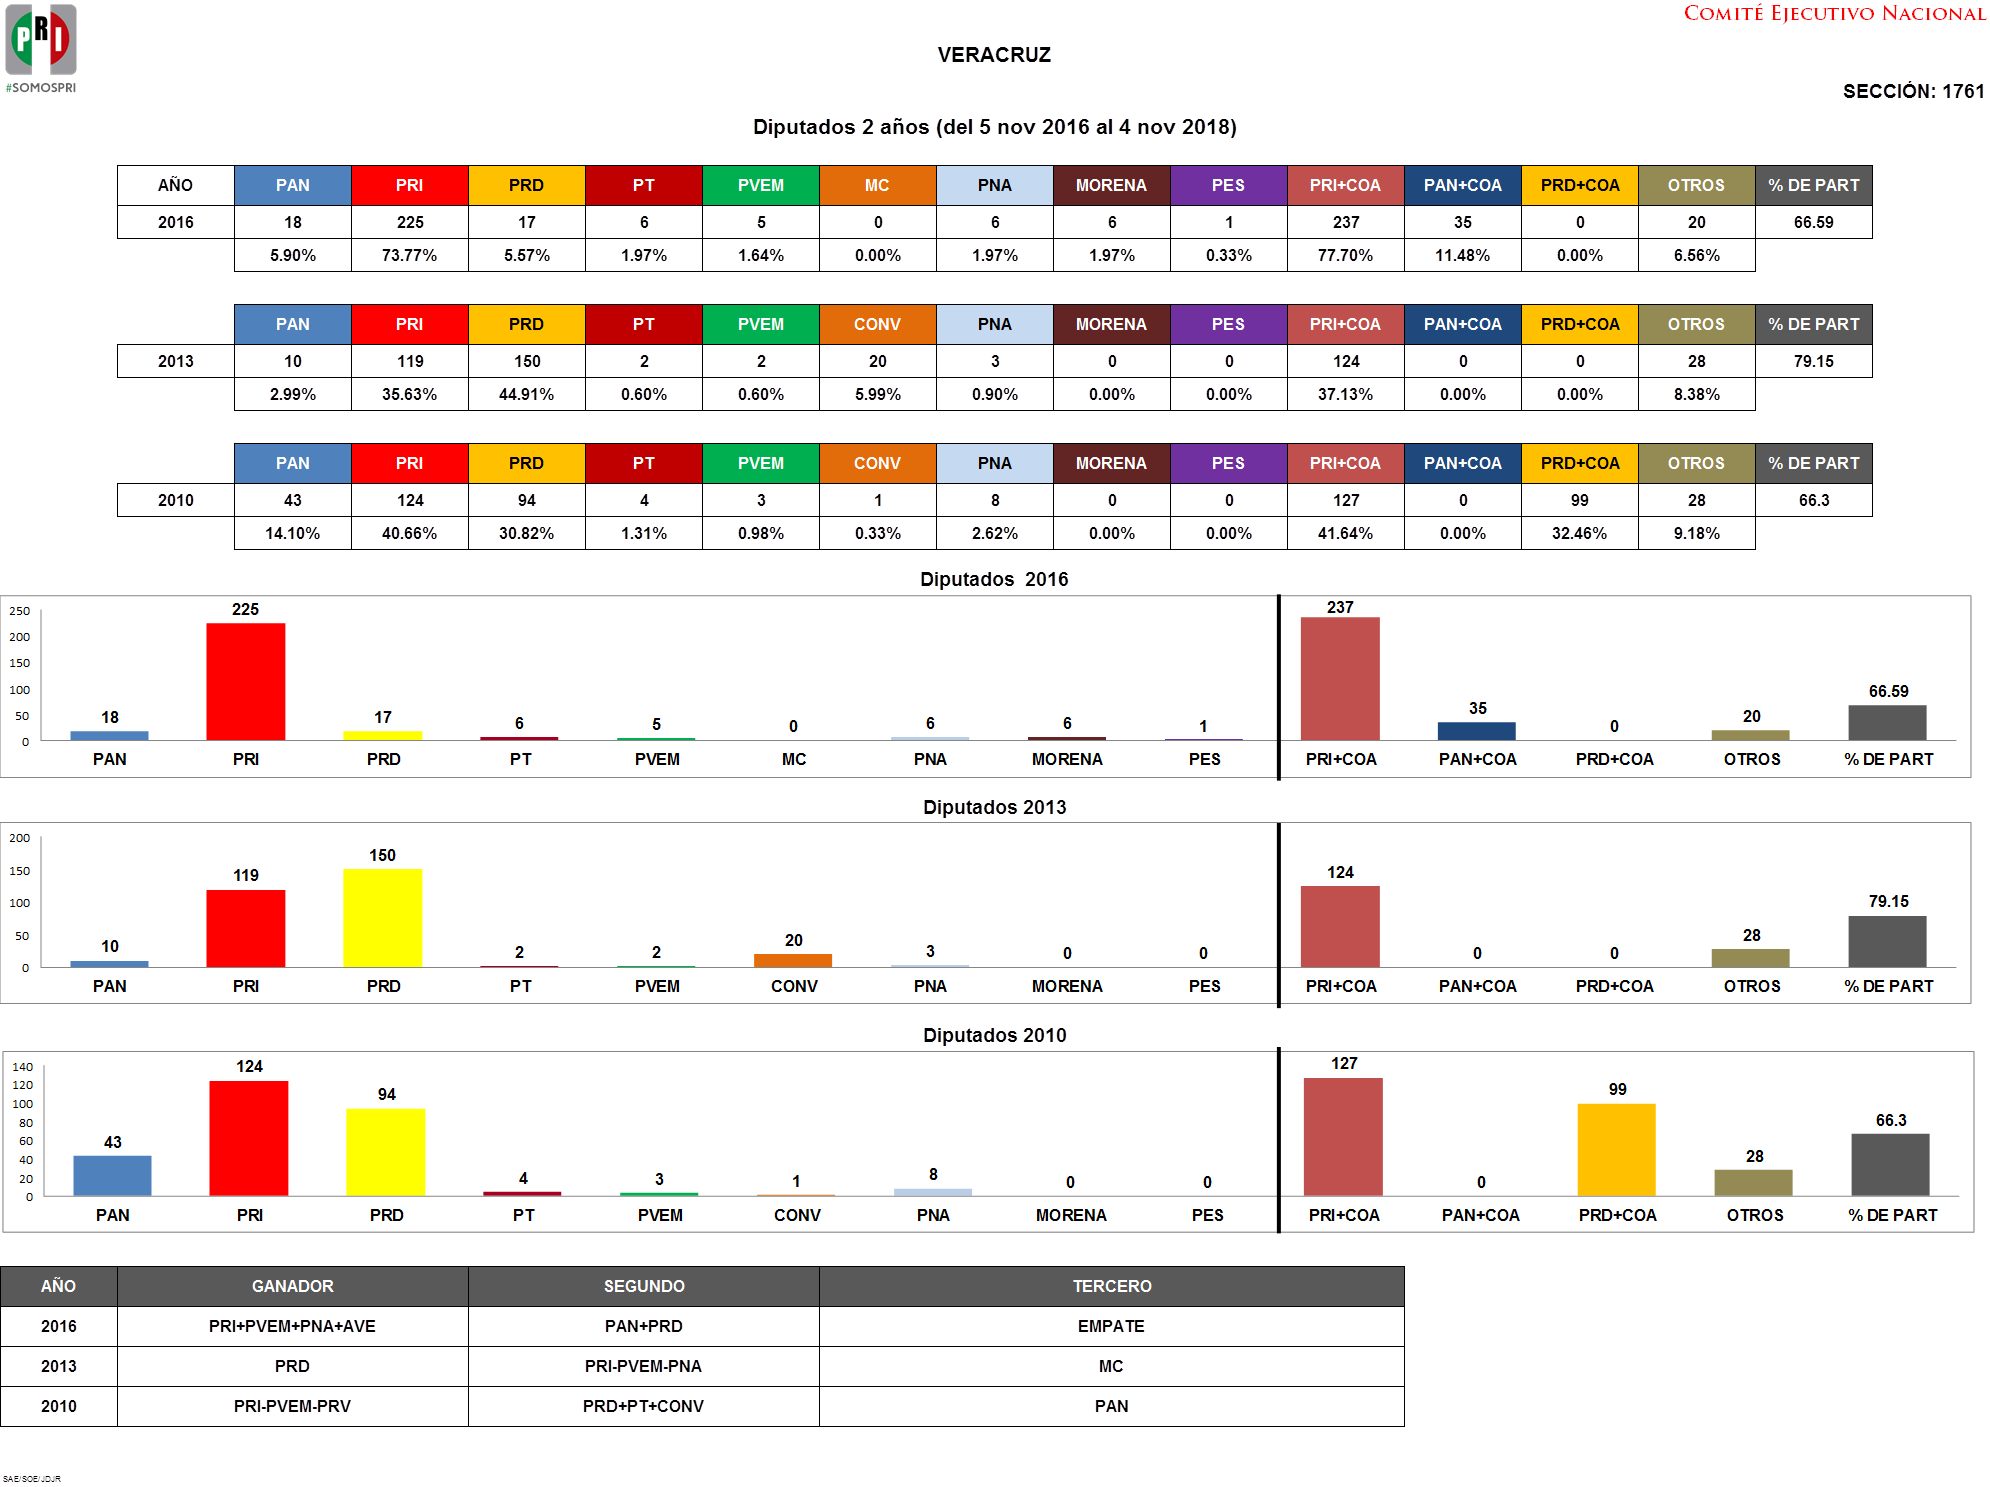 PRI
#SOMOSPRI
COMITÉ EJECUTIVO NACIONAL
VERACRUZ
SECCIÓN: 1761
Diputados 2 años (del 5 nov 2016 al 4 nov 2018)
AÑO PAN PRI PRD PT PVEM MC PNA MORENA PES PRI+COA PAN+COA PRD+COA OTROS % DE PART
2016 18 225 17 6 5 0 6 6 1 237 35 0 20 66.59
5.90% 73.77% 5.57% 1.97% 1.64% 0.00% 1.97% 1.97% 0.33% 77.70% 11.48% 0.00% 6.56%
PAN PRI PRD PT PVEM CONV PNA MORENA PES PRI+COA PAN+COA PRD+COA OTROS % DE PART
2013 10 119 150 2 2 20 3 0 0 124 0 0 28 79.15
2.99% 35.63% 44.91% 0.60% 0.60% 5.99% 0.90% 0.00% 0.00% 37.13% 0.00% 0.00% 8.38%
PAN PRI PRD PT PVEM CONV PNA MORENA PES PRI+COA PAN+COA PRD+COA OTROS % DE PART
2010 43 124 94 4 3 1 8 0 0 127 0 99 28 66.3
14.10% 40.66% 30.82% 1.31% 0.98% 0.33% 2.62% 0.00% 0.00% 41.64% 0.00% 32.46% 9.18%
Diputados 2016
250
200
150
100
50
0
18 225 17 6 5 0 6 6 1 237 35 0 20 66.59
PAN PRI PRD PT PVEM MC PNA MORENA PES PRI+COA PAN+COA PRD+COA OTROS % DE PART
Diputados 2013
200
150
100
50
0
10 119 150 2 2 20 3 0 0 124 0 0 28 79.15
PAN PRI PRD PT PVEM CONV PNA MORENA PES PRI+COA PAN+COA PRD+COA OTROS % DE PART
Diputados 2010
140
120
100
80
60
40
20
0
43 124 94 4 3 1 8 0 0 127 0 99 28 66.3
PAN PRI PRD PT PVEM CONV PNA MORENA PES PRI+COA PAN+COA PRD+COA OTROS % DE PART
AÑO GANADOR SEGUNDO TERCERO
2016 PRI+PVEM+PNA+AVE PAN+PRD EMPATE
2013 PRD PRI-PVEM-PNA MC
2010 PRI-PVEM-PRV PRD+PT+CONV PAN
SAE/SOE/JDJR